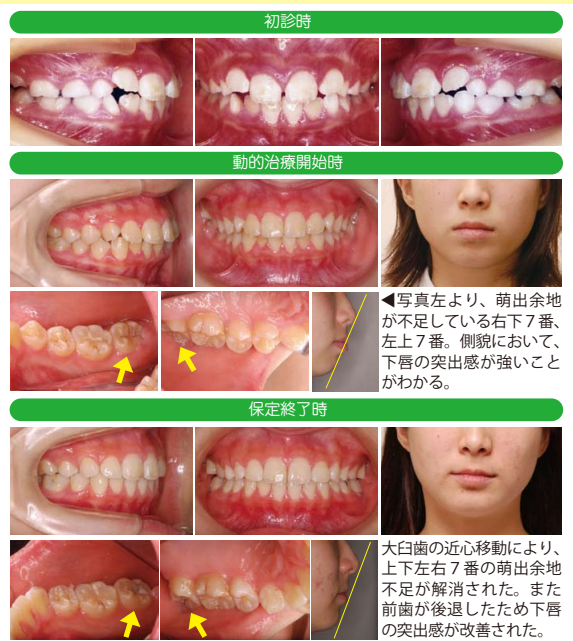 初診時
動的治療開始時
◀写真左より、萌出余地
が不足している右下７番、
左上７番。側貌において、
下唇の突出感が強いこと
がわかる。
保定終了時
大臼歯の近心移動により、
上下左右７番の萌出余地
不足が解消された。また
前歯が後退したため下唇
の突出感が改善された。